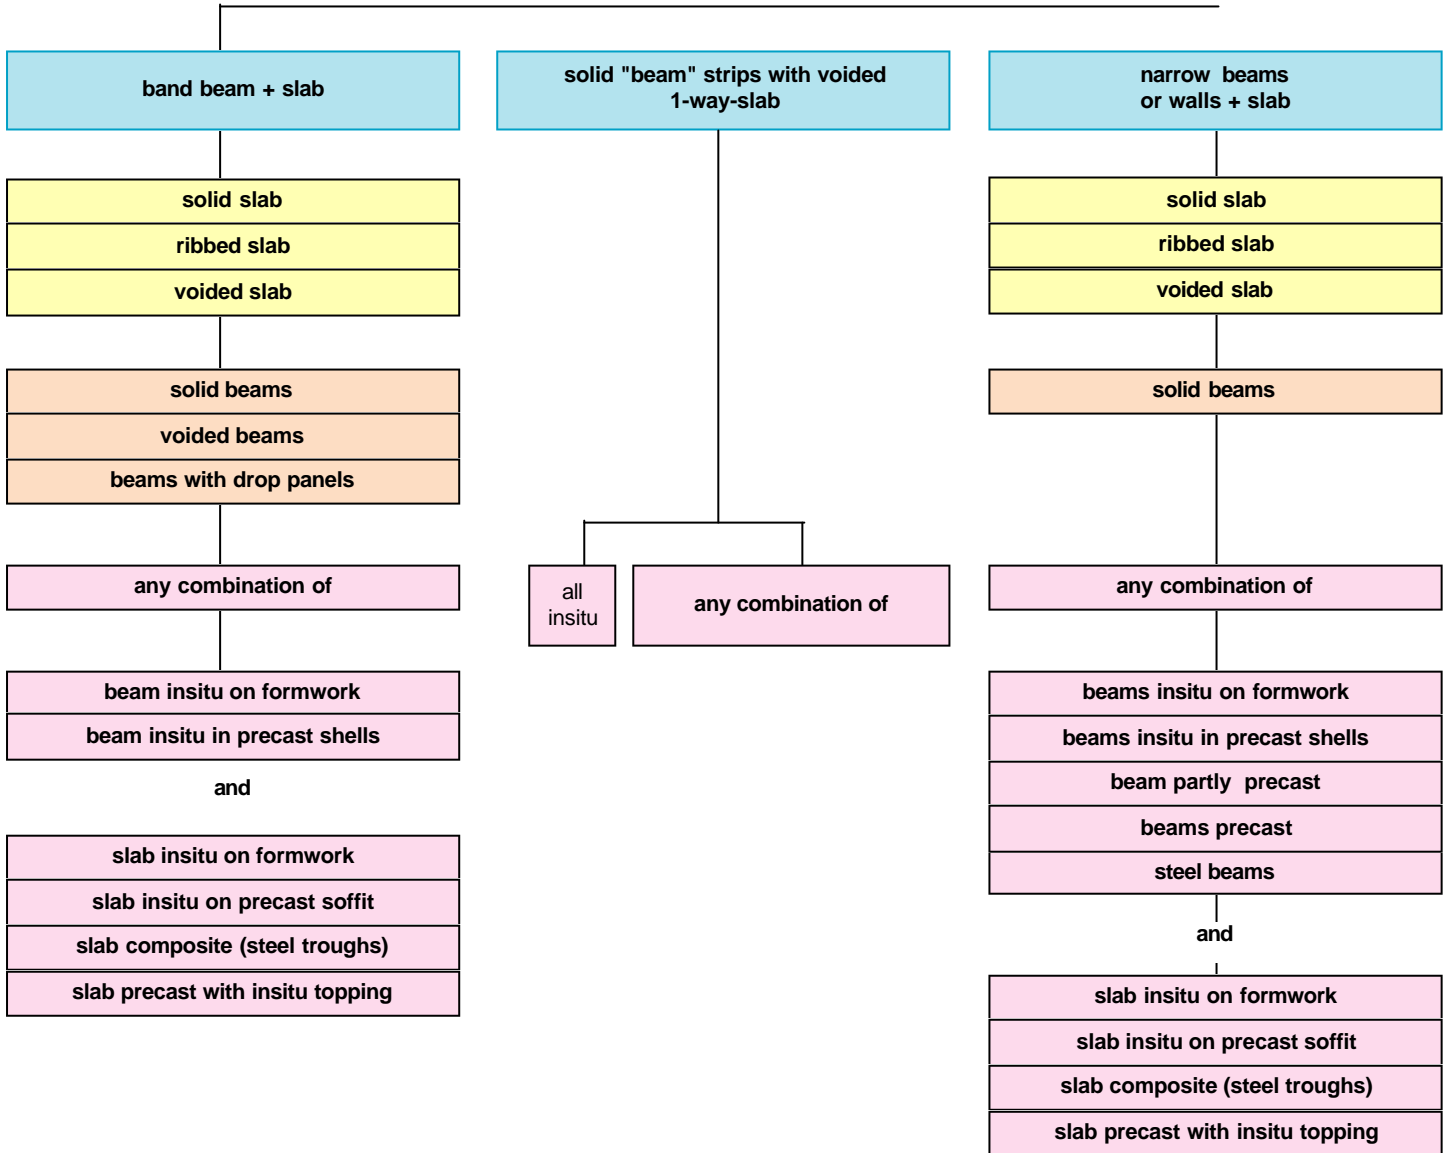 band beam + slab
solid "beam" strips with voided
1-way-slab
narrow beams
or walls + slab
solid slab
ribbed slab
voided slab
solid beams
voided beams
beams with drop panels
any combination of
beam insitu on formwork
beam insitu in precast shells
and
slab insitu on formwork
slab insitu on precast soffit
slab composite (steel troughs)
slab precast with insitu topping
all
insitu
any combination of
solid slab
ribbed slab
voided slab
solid beams
any combination of
beams insitu on formwork
beams insitu in precast shells
beam partly precast
beams precast
steel beams
and
slab insitu on formwork
slab insitu on precast soffit
slab composite (steel troughs)
slab precast with insitu topping